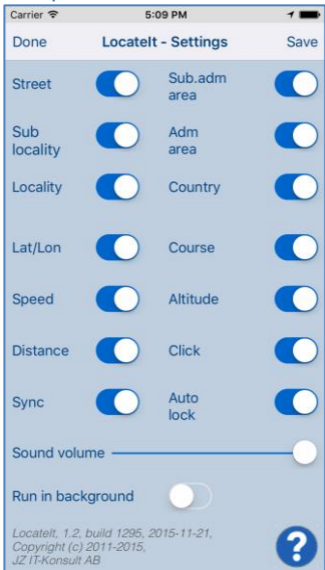 Carrier 5:09 PM
Done LocateIt - Settings Save
Street Sub.adm
area
Sub
locality Adm
area
Locality Country
Lat/Lon Course
Speed Altitude
Distance Click
Sync Auto
lock
Sound volume
Run in background
LocateIt, 1.2, build 1295, 2015-11-21,
Copyright (c) 2011-2015,
JZ IT-Konsult AB
?